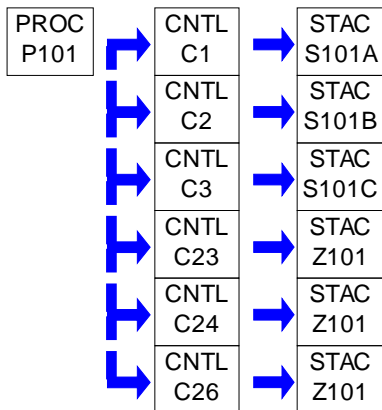 PROC
P101
CNTL
C1
STAC
S101A
CNTL
C2
STAC
S101B
CNTL
C3
STAC
S101C
CNTL
C23
STAC
Z101
CNTL
C24
STAC
Z101
CNTL
C26
STAC
Z101